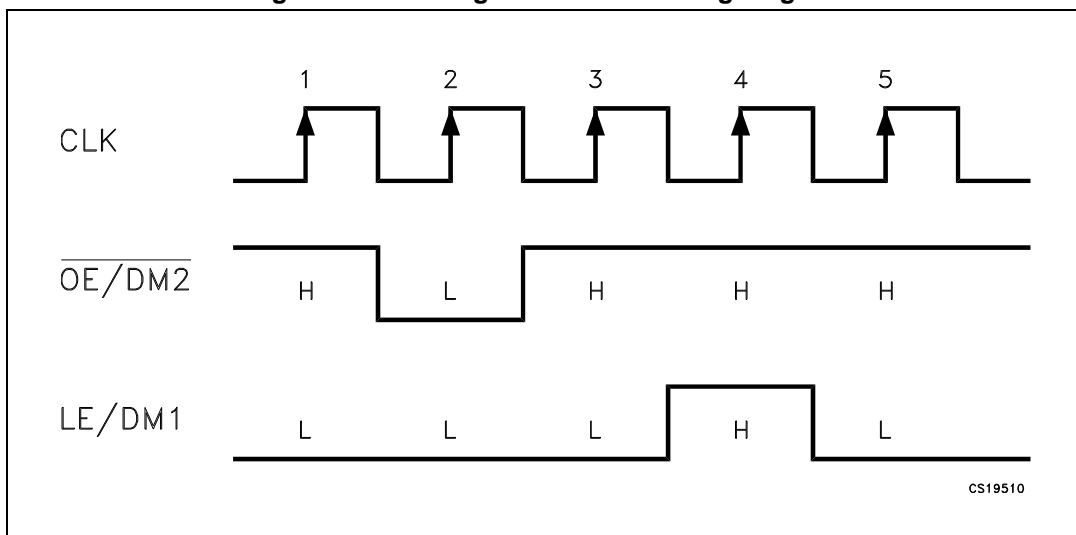 1 2 3 4 5
CLK
OE/DM2 H L H H H
LE/DM1 L L L H L
CS19510